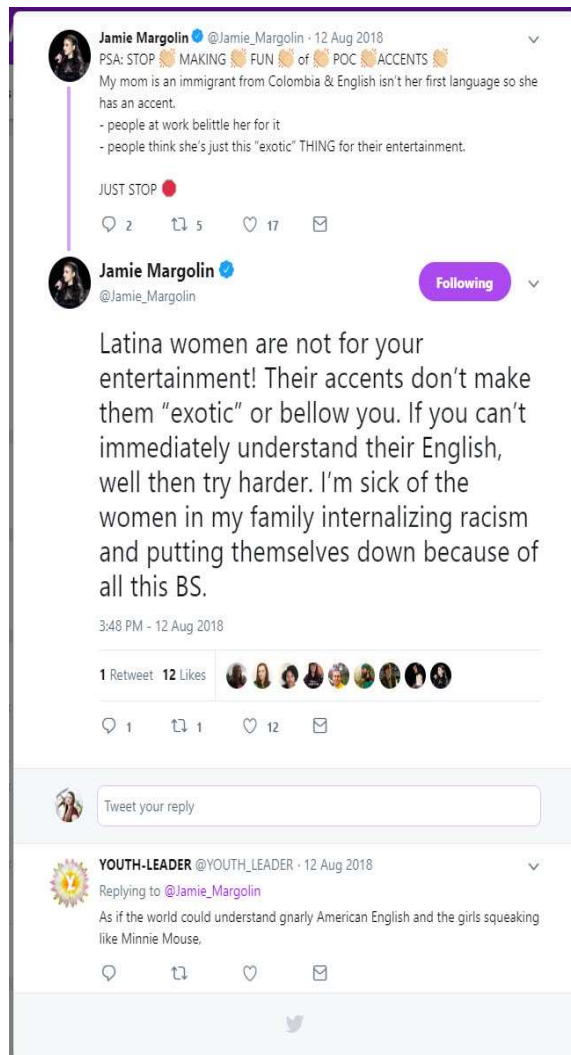 Jamie Margolin @Jamie_Margolin · 12 Aug 2018
PSA: STOP 👏🏼 MAKING 👏🏼 FUN 👏🏼 of 👏🏼 POC 👏🏼 ACCENTS 👏🏼
My mom is an immigrant from Colombia & English isn't her first language so she
has an accent.
- people at work belittle her for it
- people think she's just this "exotic" THING for their entertainment.
JUST STOP 🛑
2 5 17
Jamie Margolin
Following
@Jamie_Margolin
Latina women are not for your
entertainment! Their accents don't make
them "exotic" or bellow you. If you can't
immediately understand their English,
well then try harder. I'm sick of the
women in my family internalizing racism
and putting themselves down because of
all this BS.
3:48 PM - 12 Aug 2018
1 Retweet 12 Likes
1 1 12
Tweet your reply
YOUTH-LEADER @YOUTH_LEADER · 12 Aug 2018
Replying to @Jamie_Margolin
As if the world could understand gnarly American English and the girls squeaking
like Minnie Mouse,